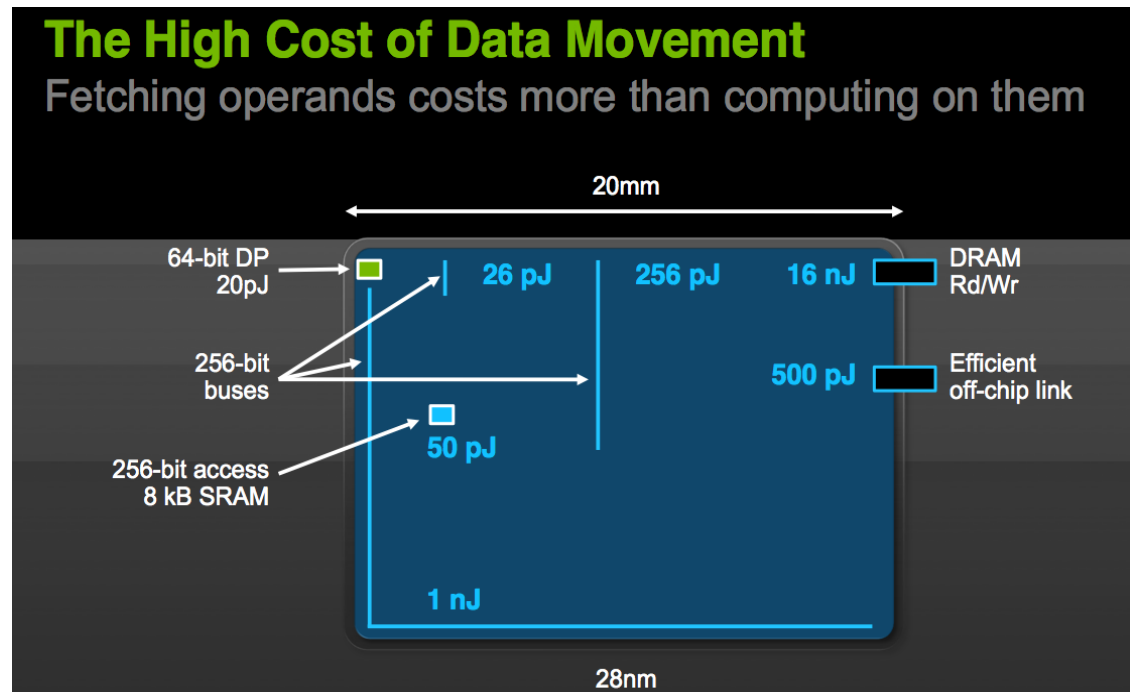 The High Cost of Data Movement
Fetching operands costs more than computing on them
20mm
64-bit DP
20pJ
26 pJ
256 pJ
16 nJ
DRAM
Rd/Wr
256-bit
buses
500 pJ
Efficient
off-chip link
50 pJ
256-bit access
8 kB SRAM
1 nJ
28nm